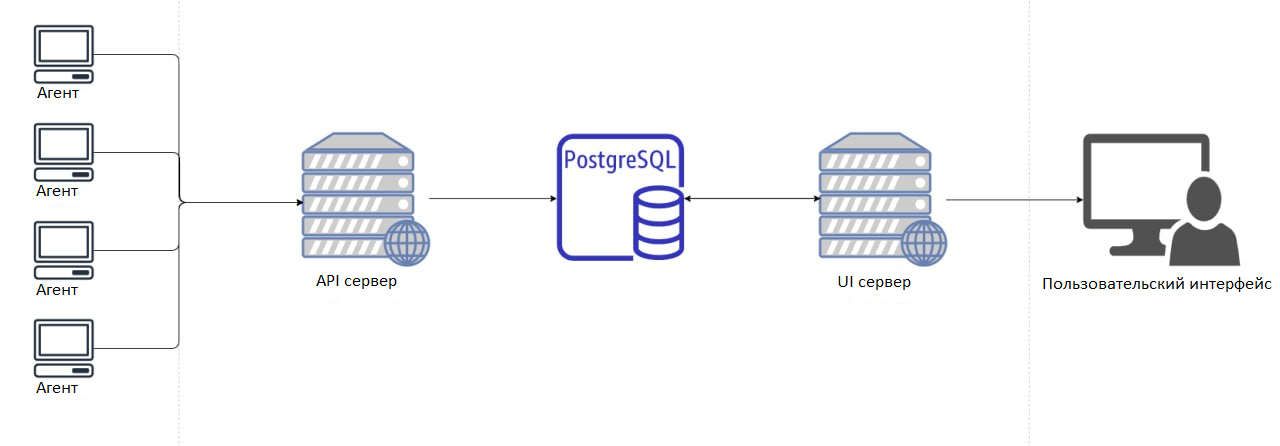 Агент
Агент
Агент
Агент
API сервер
PostgreSQL
UI сервер
Пользовательский интерфейс